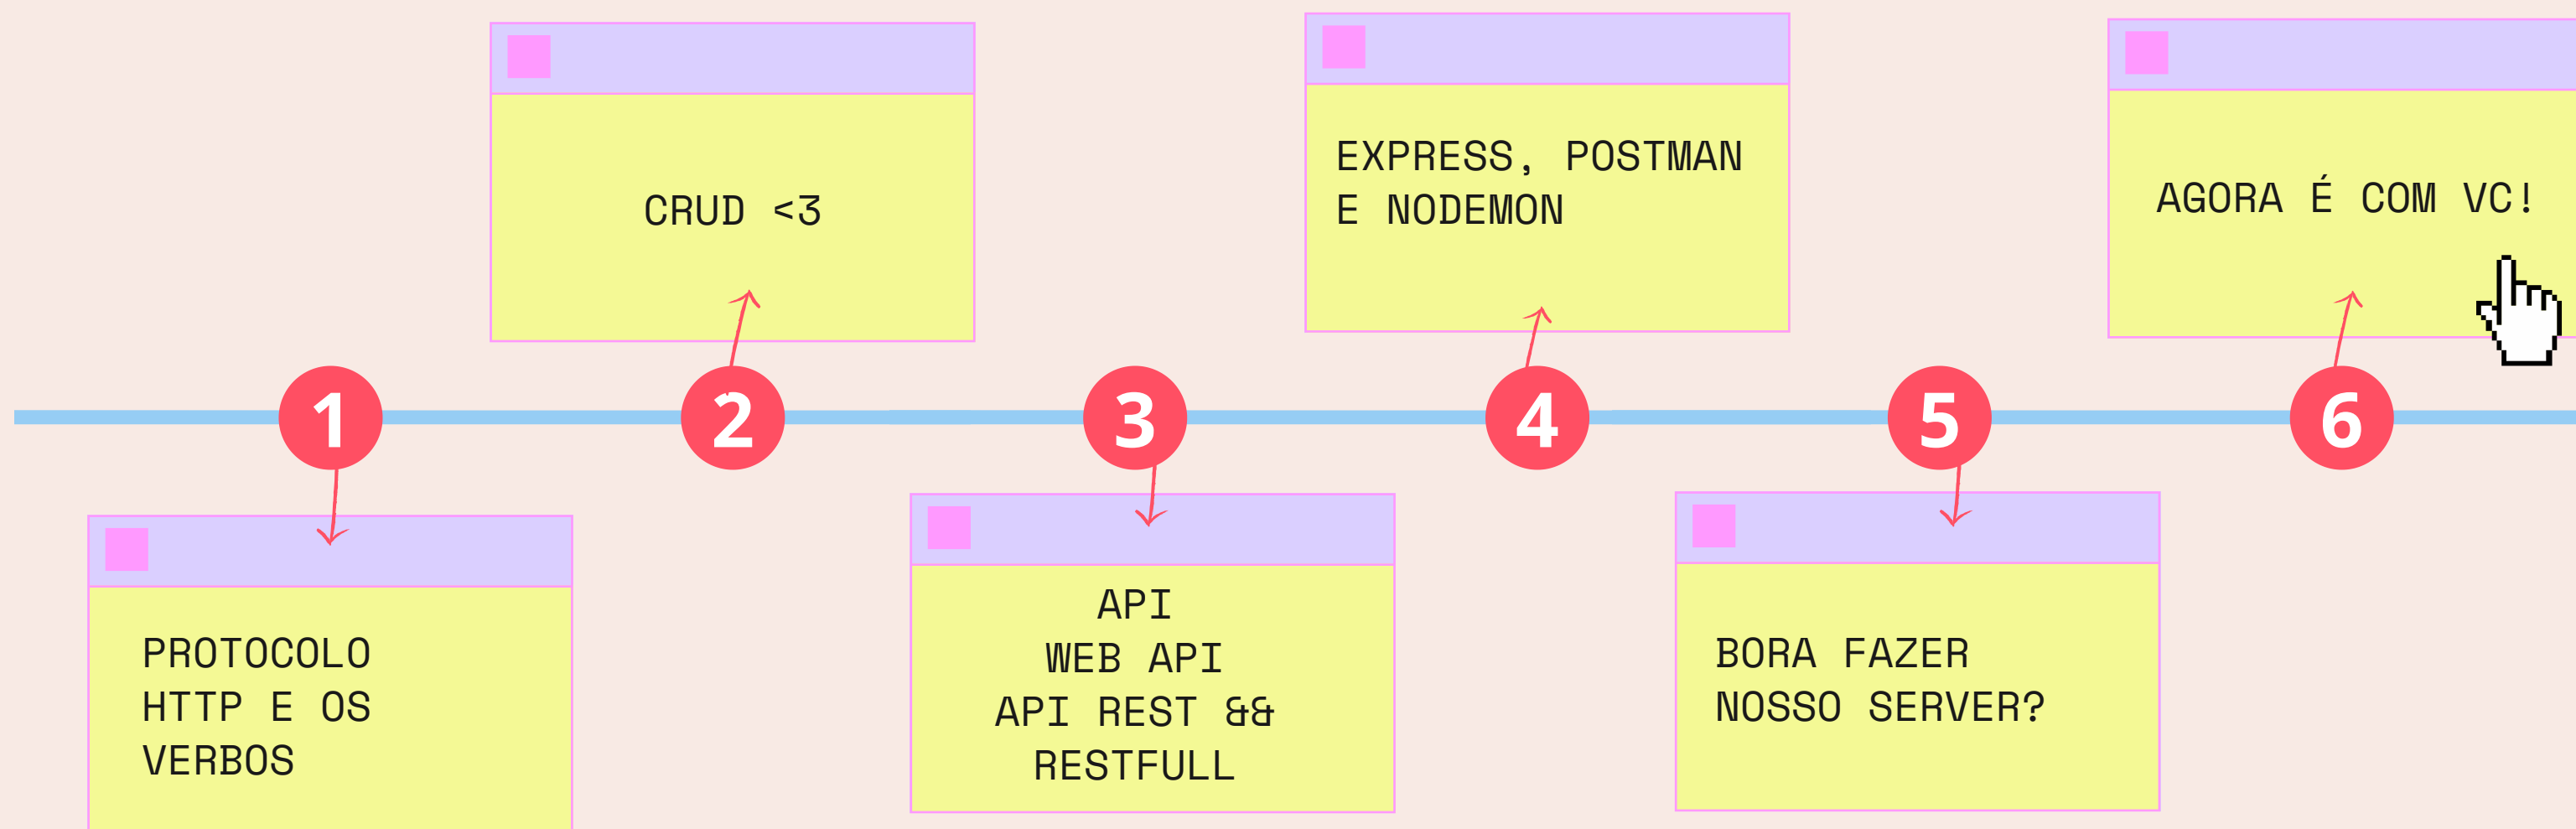 1
PROTOCOLO
HTTP E OS
VERBOS
2
CRUD <3
3
API
WEB API
API REST &&
RESTFULL
4
EXPRESS, POSTMAN
E NODEMON
5
BORA FAZER
NOSSO SERVER?
6
AGORA É COM VC!